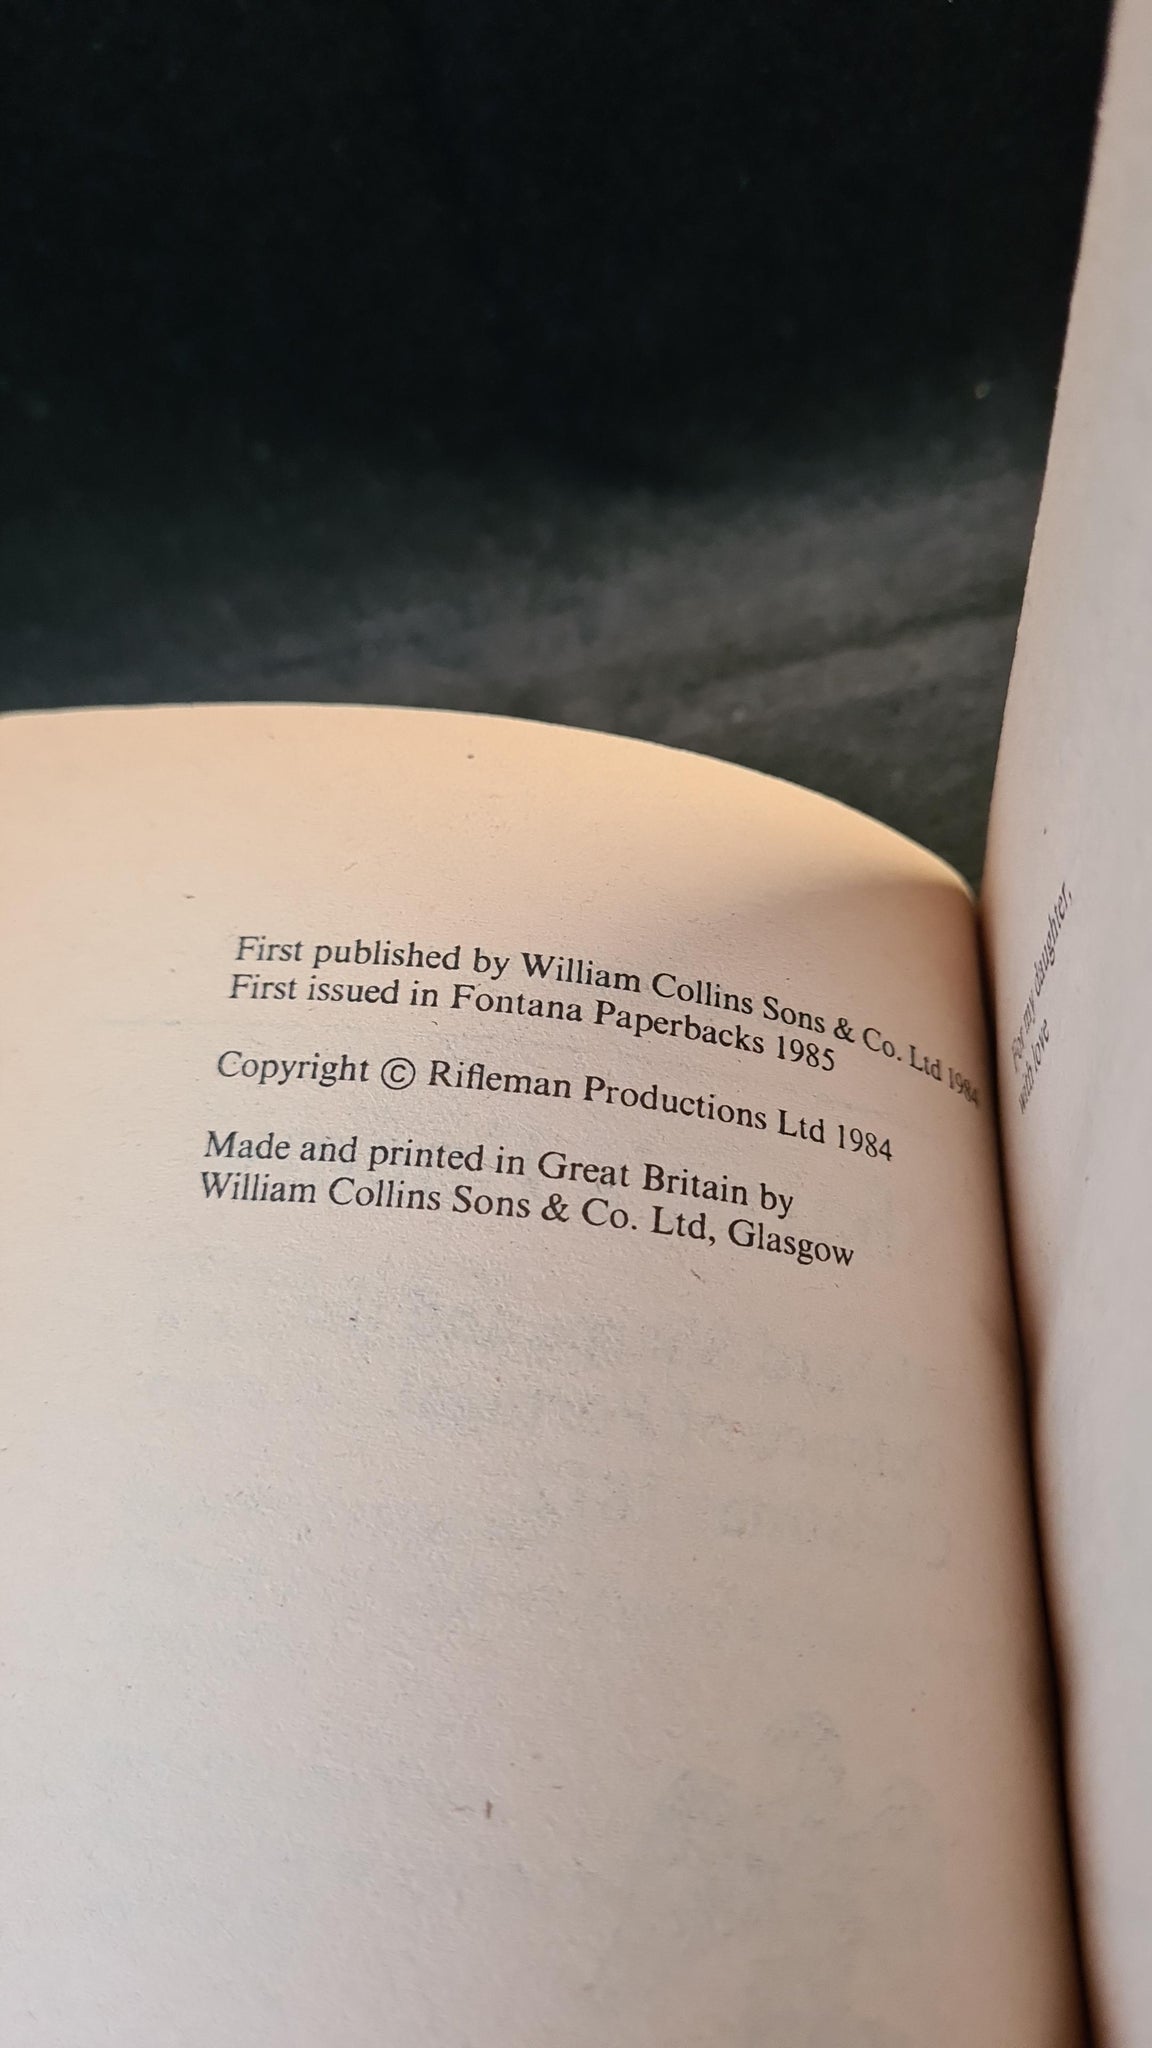 First published by William Collins Sons & Co. Ltd 1984
First issued in Fontana Paperbacks 1985
Copyright © Rifleman Productions Ltd 1984
Made and printed in Great Britain by
William Collins Sons & Co. Ltd, Glasgow
For my daughter,
with love